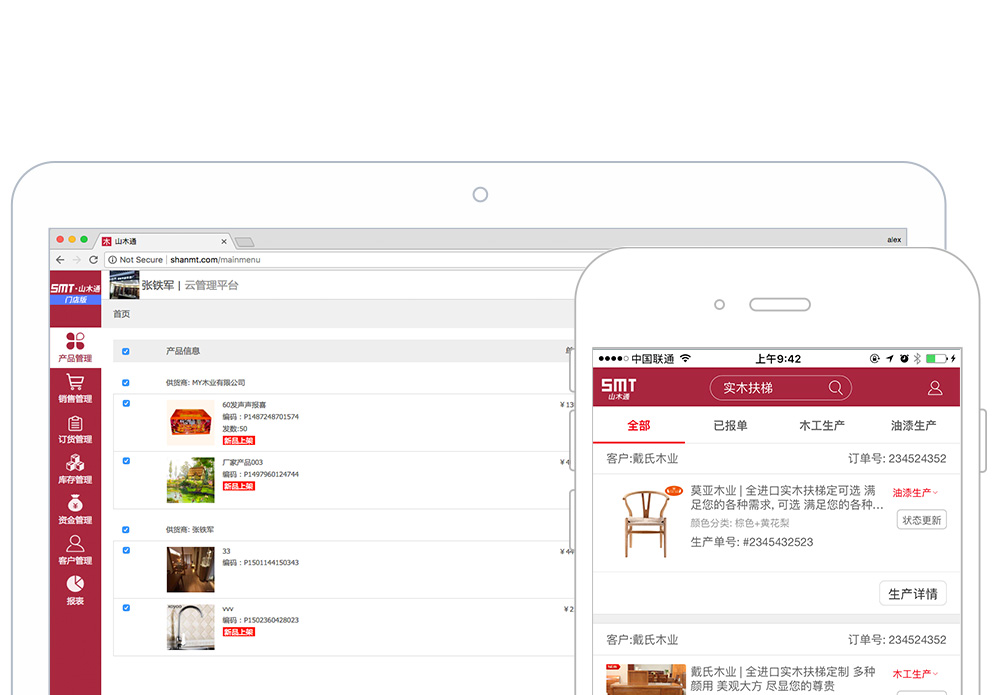 山木通
alex
Not Secure | shanmt.com/mainmenu
SMT·山木通
门店版
张铁军 | 云管理平台
首页
产品管理
销售管理
订货管理
库存管理
资金管理
客户管理
报表
产品信息
供货商: MY木业有限公司
60发声声报喜
编码：P1487248701574
发数:50
新品上架
¥13
厂家产品003
编码：P1497960124744
新品上架
供货商: 张铁军
33
编码：P1501144150343
vvv
编码：P1502360428023
新品上架
¥2
中国联通
上午9:42
SMT
山木通
实木扶梯
全部
已报单
木工生产
油漆生产
客户:戴氏木业
订单号: 234524352
莫亚木业 | 全进口实木扶梯定可选 满
足您的各种需求, 可选 满足您的各种...
颜色分类: 棕色+黄花梨
生产单号: #2345432523
油漆生产
状态更新
生产详情
客户:戴氏木业
订单号: 234524352
NEW
戴氏木业 | 全进口实木扶梯定制 多种
颜用 美观大方 尽显您的尊贵
木工生产